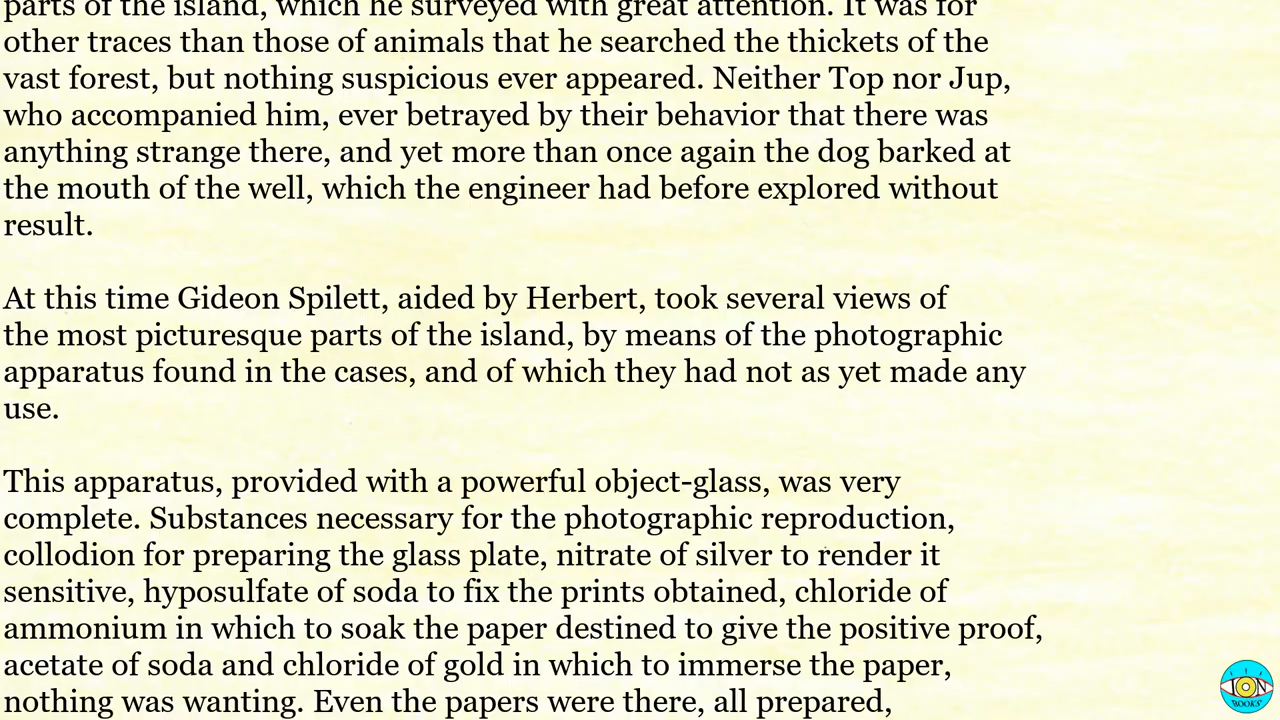 parts of the island, which he surveyed with great attention. It was for
other traces than those of animals that he searched the thickets of the
vast forest, but nothing suspicious ever appeared. Neither Top nor Jup,
who accompanied him, ever betrayed by their behavior that there was
anything strange there, and yet more than once again the dog barked at
the mouth of the well, which the engineer had before explored without
result.
At this time Gideon Spilett, aided by Herbert, took several views of
the most picturesque parts of the island, by means of the photographic
apparatus found in the cases, and of which they had not as yet made any
use.
This apparatus, provided with a powerful object-glass, was very
complete. Substances necessary for the photographic reproduction,
collodion for preparing the glass plate, nitrate of silver to render it
sensitive, hyposulfate of soda to fix the prints obtained, chloride of
ammonium in which to soak the paper destined to give the positive proof,
acetate of soda and chloride of gold in which to immerse the paper,
nothing was wanting. Even the papers were there, all prepared,
ION
BOOKS